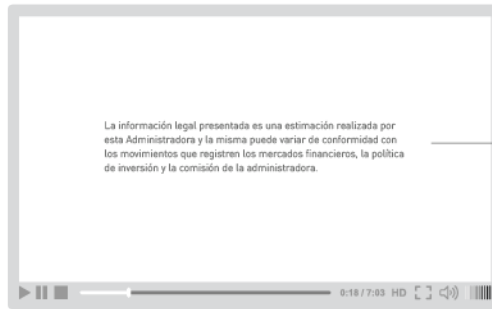 La información legal presentada es una estimación realizada por
esta Administradora y la misma puede variar de conformidad con
los movimientos que registren los mercados financieros, la política
de inversión y la comisión de la administradora.
0:18 / 7:03 HD